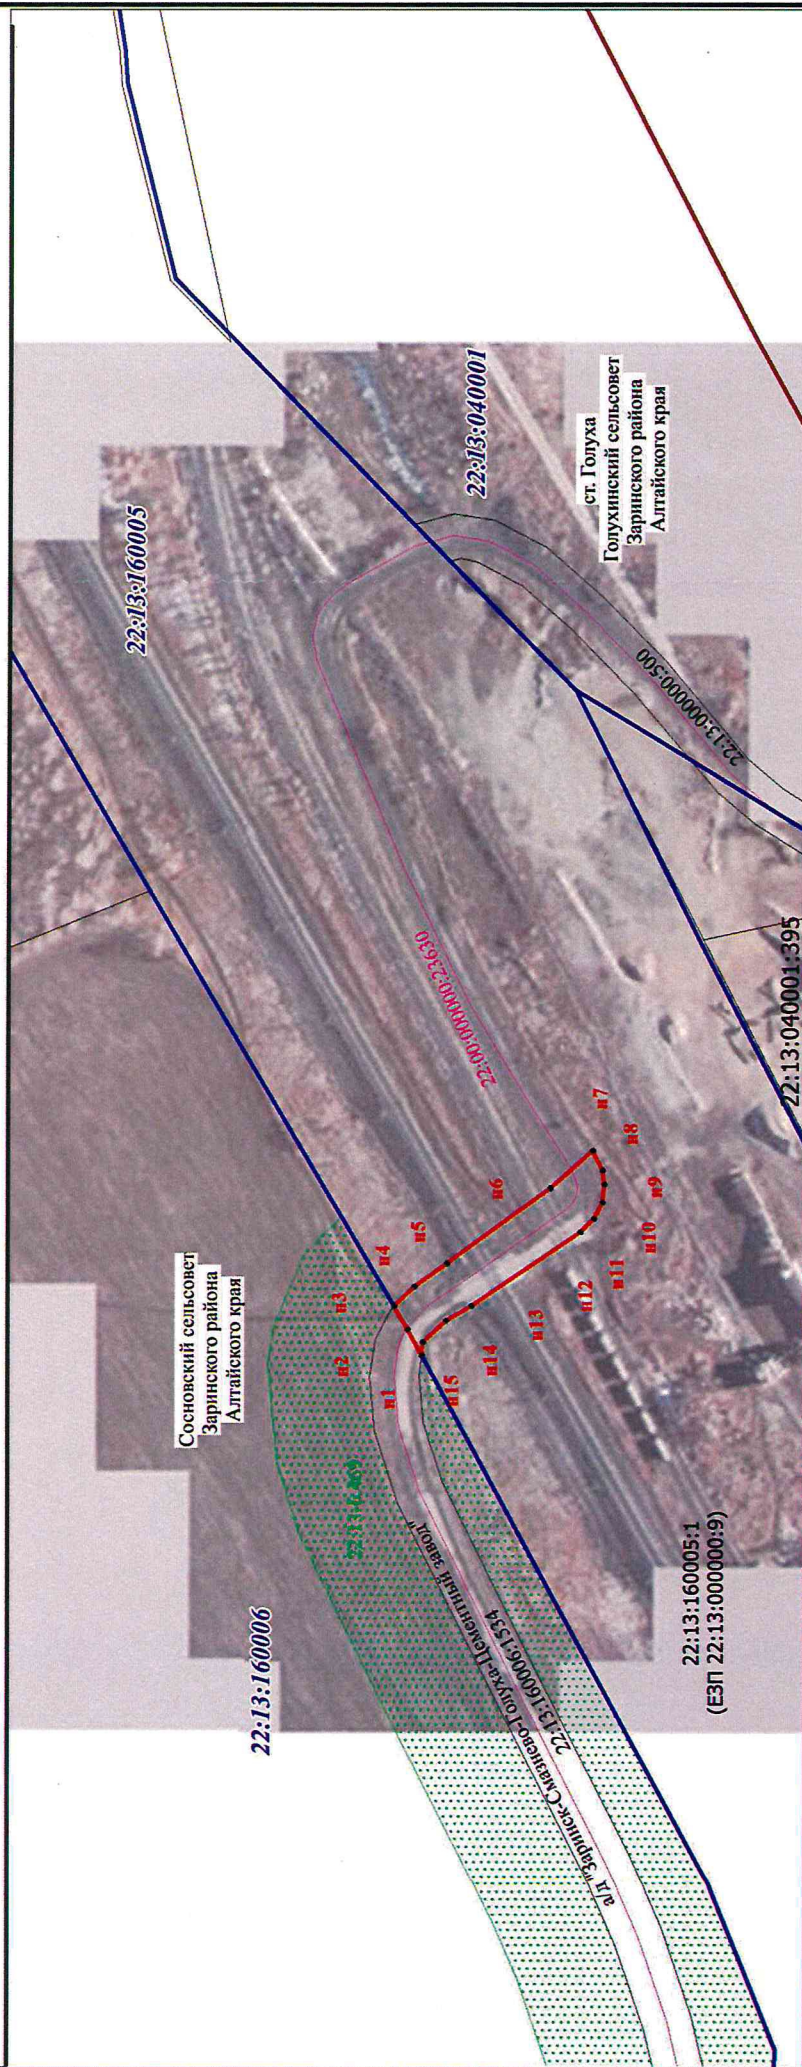 22:13:160006
Сосновский сельсовет
Заринского района
Алтайского края
22:13:160005
22:13:040001
ст. Голуха
Голухинский сельсовет
Заринского района
Алтайского края
22:13:000000:500
22:00:000000:23630
22:13:040001:395
а/д "Заринск-Смазнево-Голуха-Цементный завод"
22:13:160006:1534
22:13:160005:1
(ЕЗП 22:13:000000:9)
н1
н2
н3
н4
н5
н6
н7
н8
н9
н10
н11
н12
н13
н14
н15